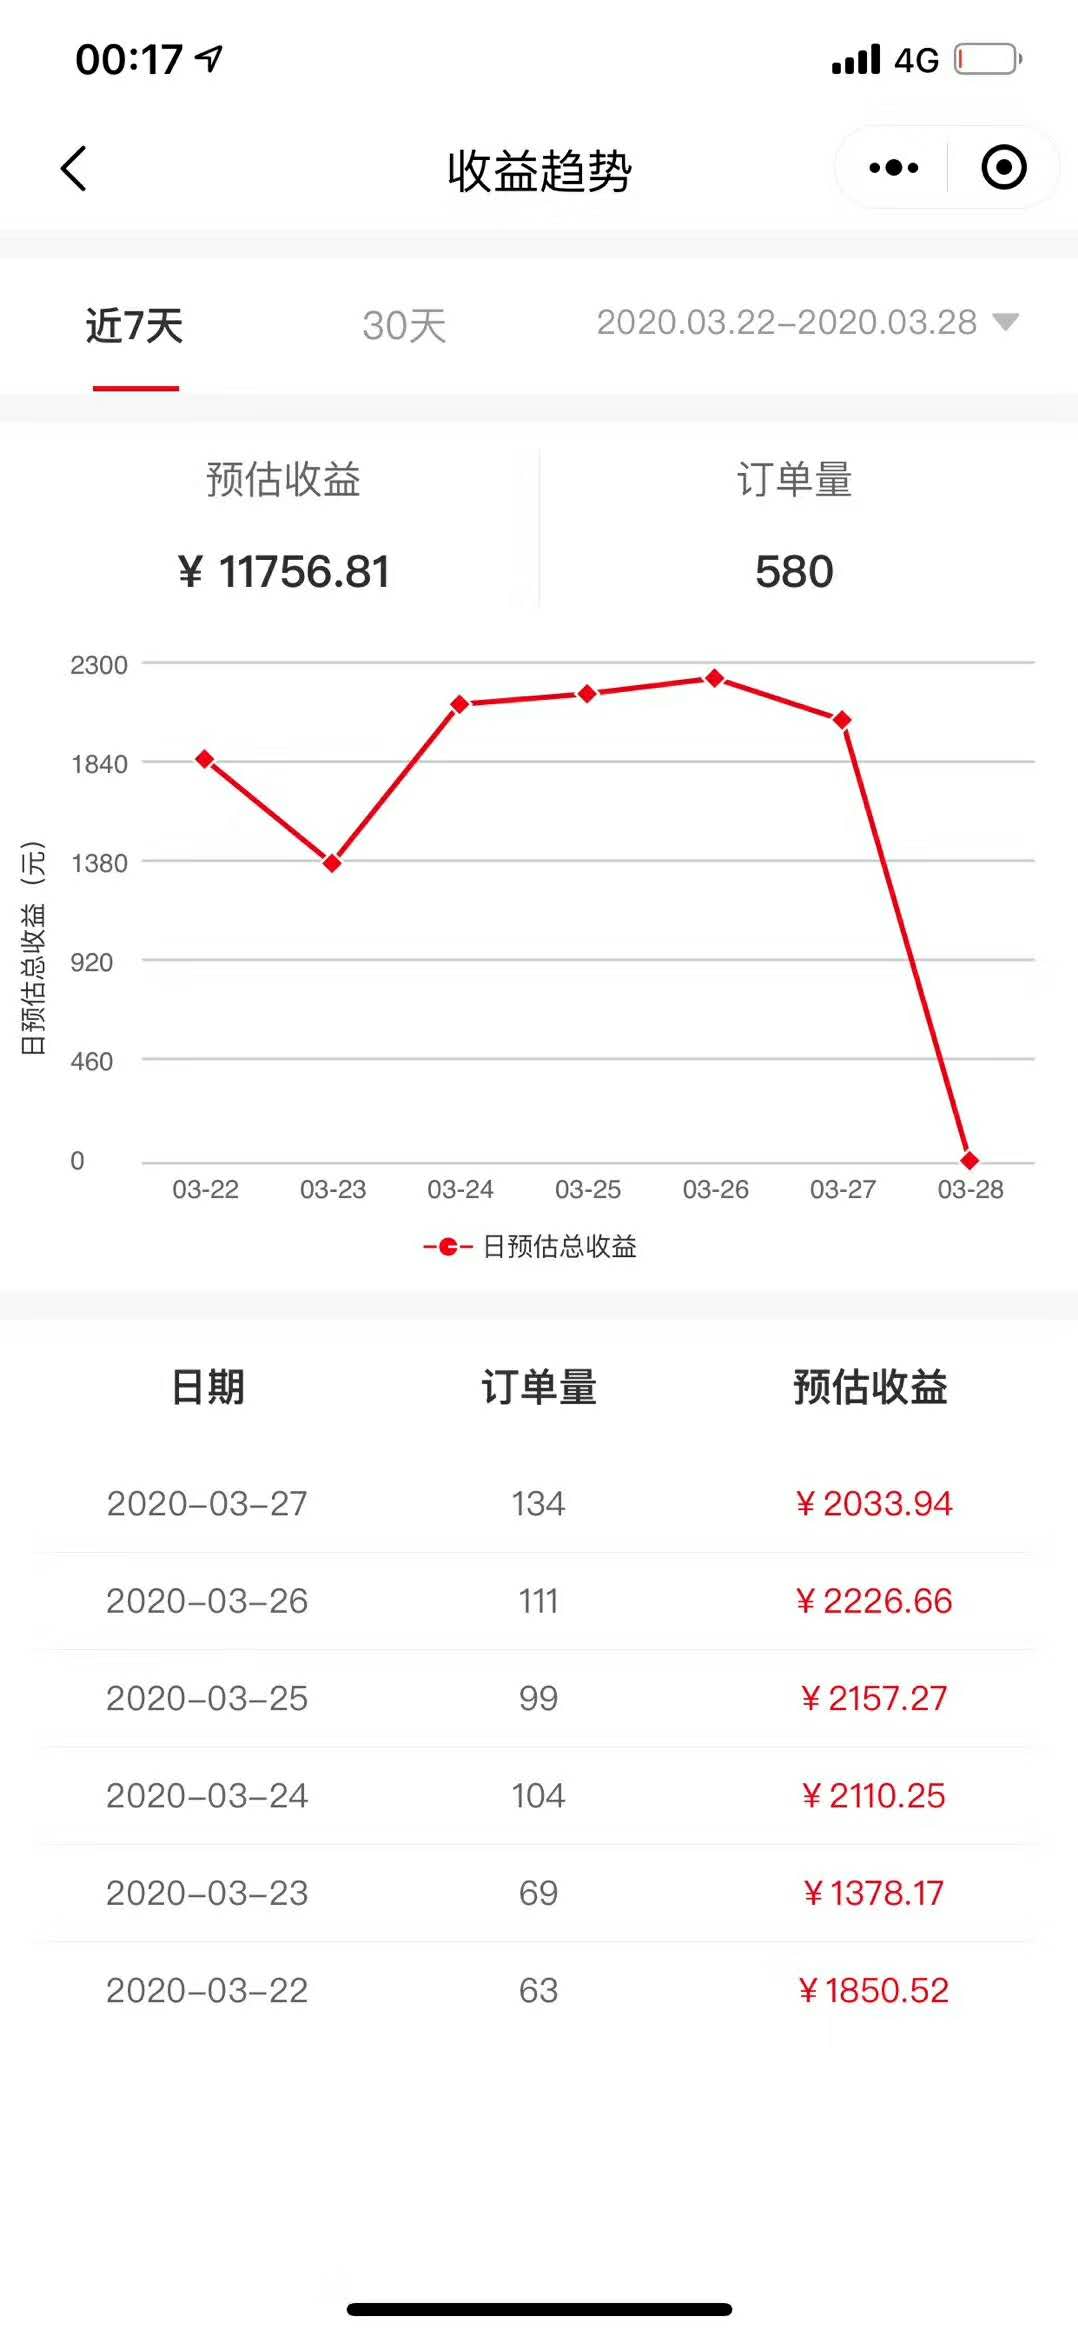 00:17 4G
收益趋势
近7天 30天 2020.03.22-2020.03.28
预估收益 订单量
¥ 11756.81 580
日预估总收益（元）
2300
1840
1380
920
460
0
03-22 03-23 03-24 03-25 03-26 03-27 03-28
日预估总收益
日期 订单量 预估收益
2020-03-27 134 ¥ 2033.94
2020-03-26 111 ¥ 2226.66
2020-03-25 99 ¥ 2157.27
2020-03-24 104 ¥ 2110.25
2020-03-23 69 ¥ 1378.17
2020-03-22 63 ¥ 1850.52